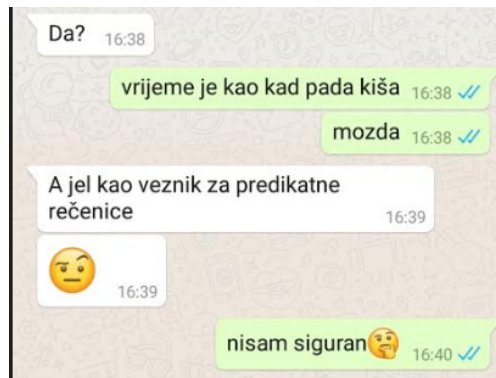 Da? 16:38
vrijeme je kao kad pada kiša 16:38
mozda 16:38
A jel kao veznik za predikatne
rečenice 16:39
🤨
16:39
nisam siguran🤔 16:40